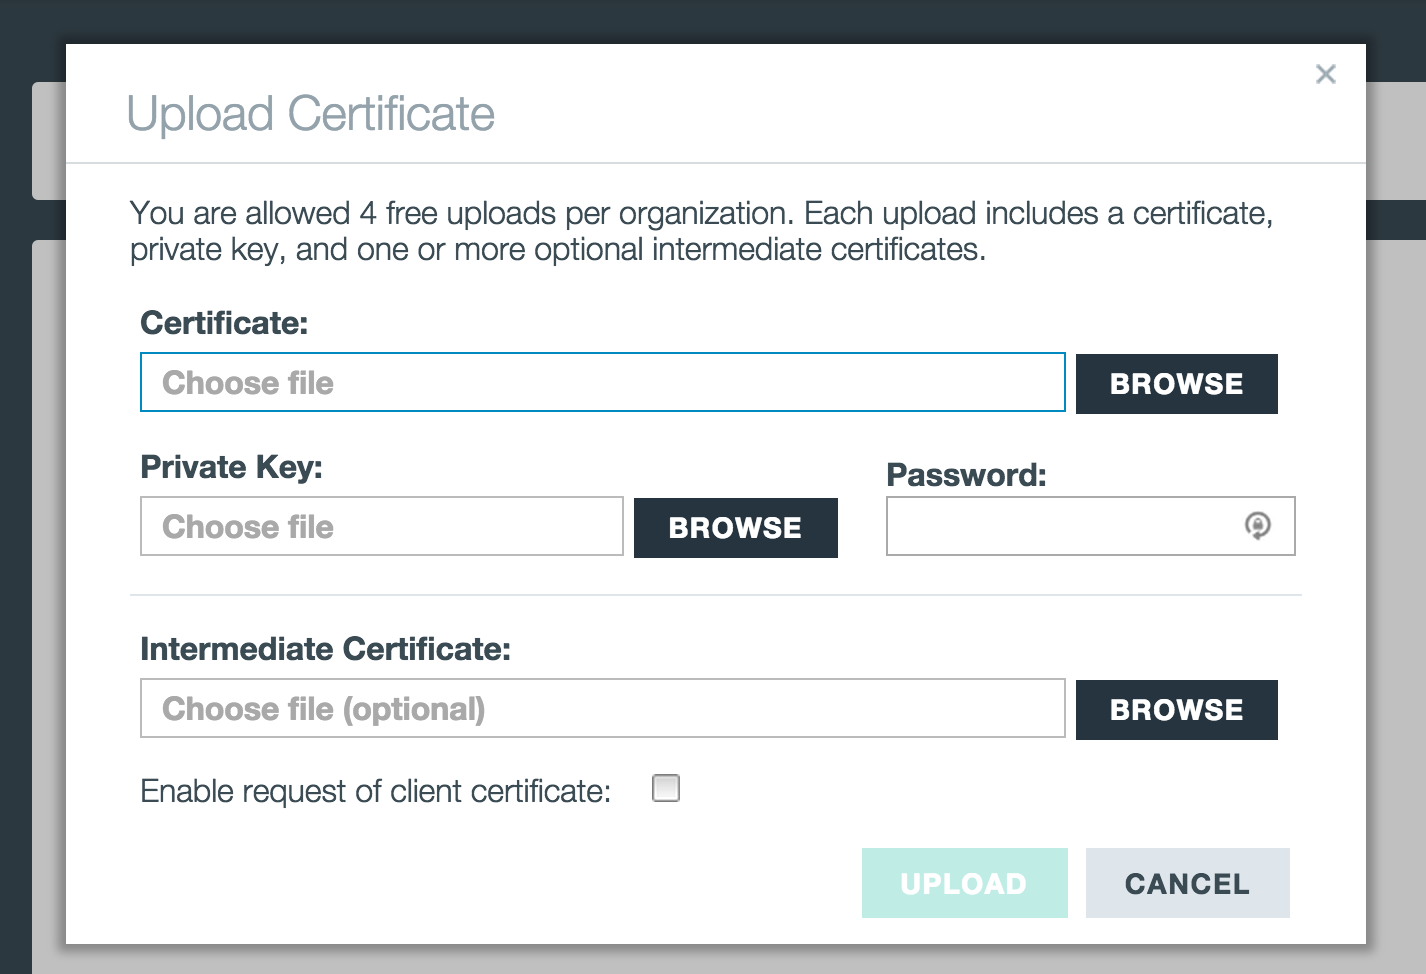 Upload Certificate
You are allowed 4 free uploads per organization. Each upload includes a certificate,
private key, and one or more optional intermediate certificates.
Certificate:
Choose file
BROWSE
Private Key:
Password:
Choose file
BROWSE
Intermediate Certificate:
Choose file (optional)
BROWSE
Enable request of client certificate:
UPLOAD
CANCEL